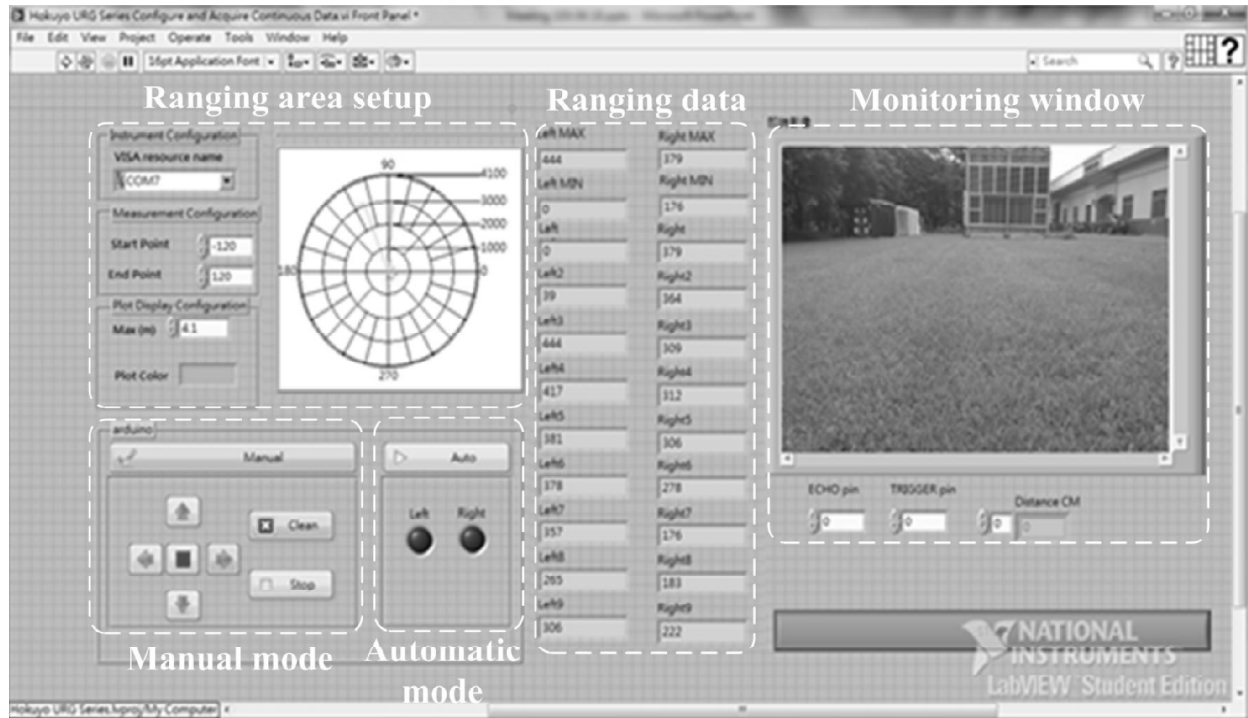 Hokuyo URG Series Configure and Acquire Continuous Data.vi Front Panel *
File Edit View Project Operate Tools Window Help
16pt Application Font
Search
?
Ranging area setup
Ranging data
Monitoring window
Instrument Configuration
VISA resource name
COM7
Measurement Configuration
Start Point -120
End Point 120
Plot Display Configuration
Max (m) 4.1
Plot Color
90
4100
3000
2000
1000
180
0
270
Left MAX
444
Left MIN
0
Left
0
Left2
39
Left3
444
Left4
417
Left5
381
Left6
378
Left7
357
Left8
265
Left9
306
Right MAX
379
Right MIN
176
Right
379
Right2
364
Right3
309
Right4
312
Right5
306
Right6
278
Right7
176
Right8
183
Right9
222
ECHO pin
0
TRIGGER pin
0
0
Distance CM
0
arduino
Manual
Clean
Stop
Auto
Left Right
Manual mode
Automatic
mode
NATIONAL
INSTRUMENTS
LabVIEW Student Edition
Hokuyo URG Series.lvproj/My Computer